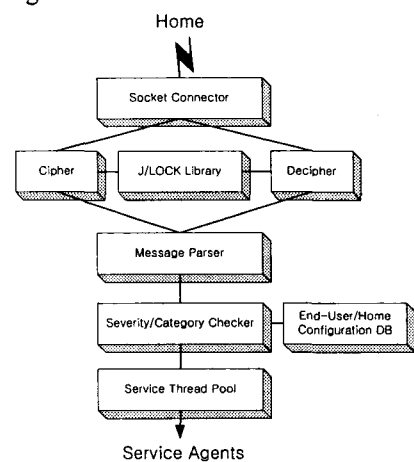 Home
Socket Connector
Cipher
J/LOCK Library
Decipher
Message Parser
Severity/Category Checker
End-User/Home
Configuration DB
Service Thread Pool
Service Agents